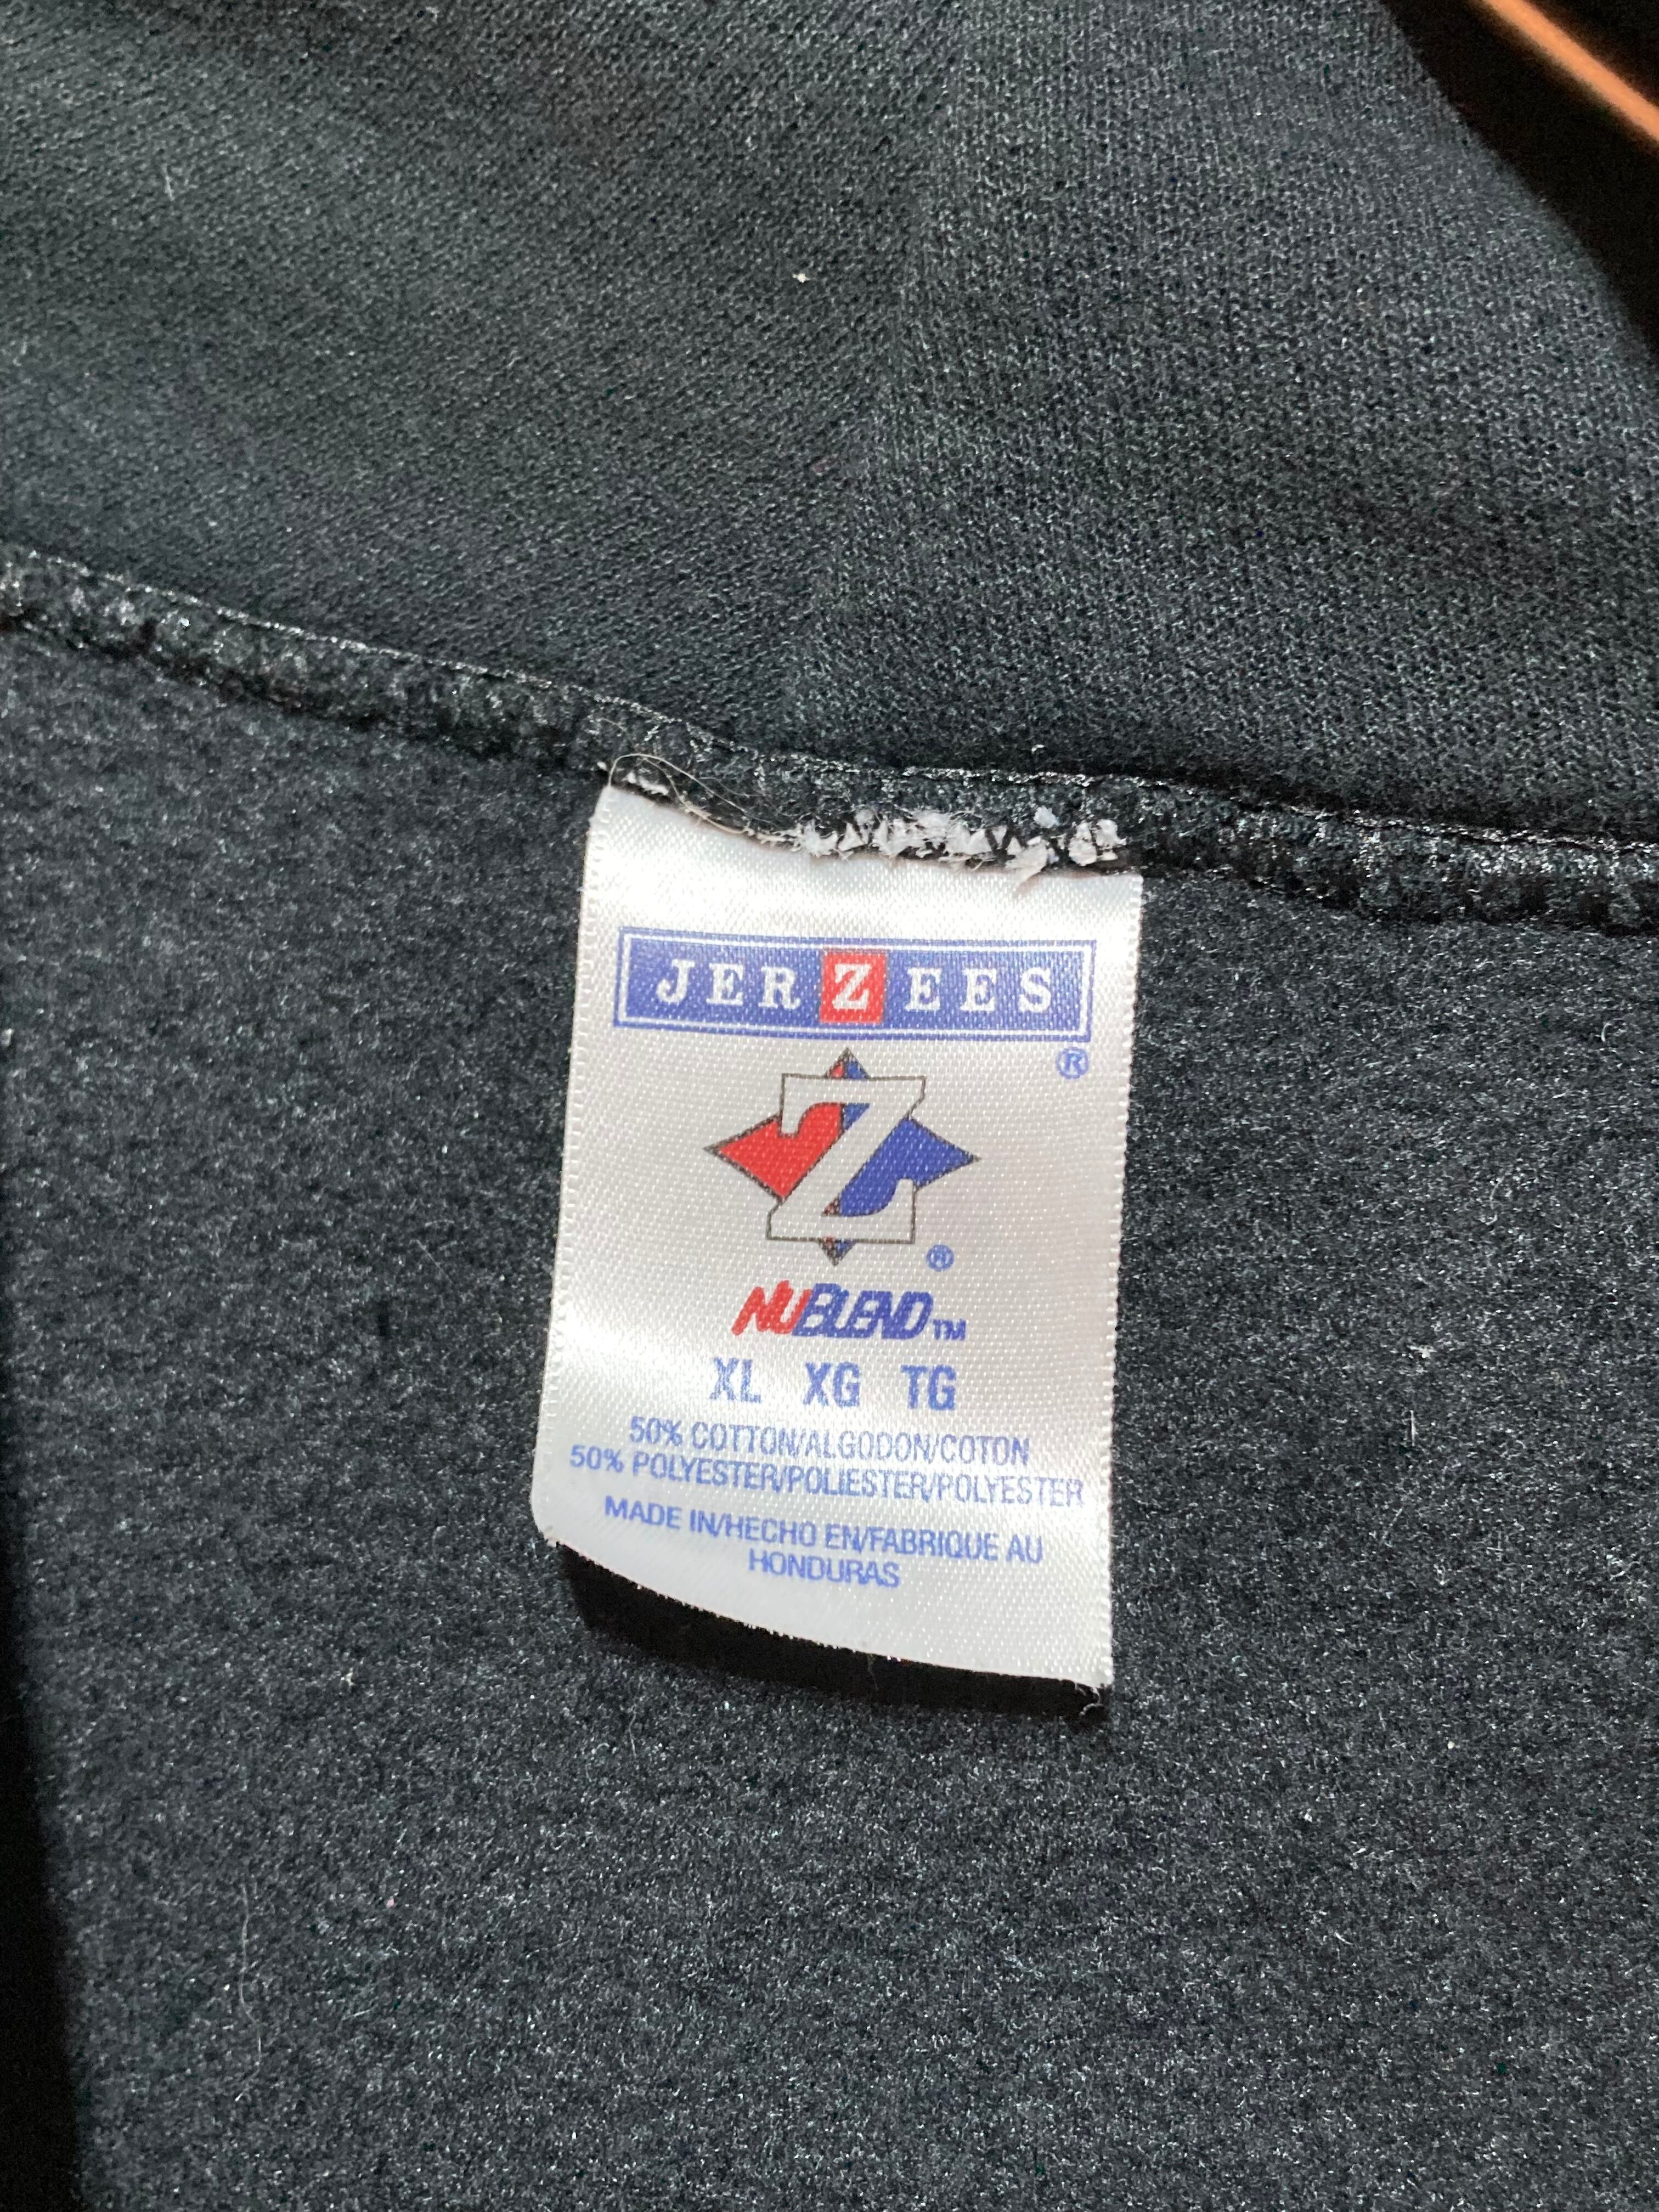 JERZEES
®
Z
®
NUBLEND™
XL XG TG
50% COTTON/ALGODON/COTON
50% POLYESTER/POLIESTER/POLYESTER
MADE IN/HECHO EN/FABRIQUE AU
HONDURAS